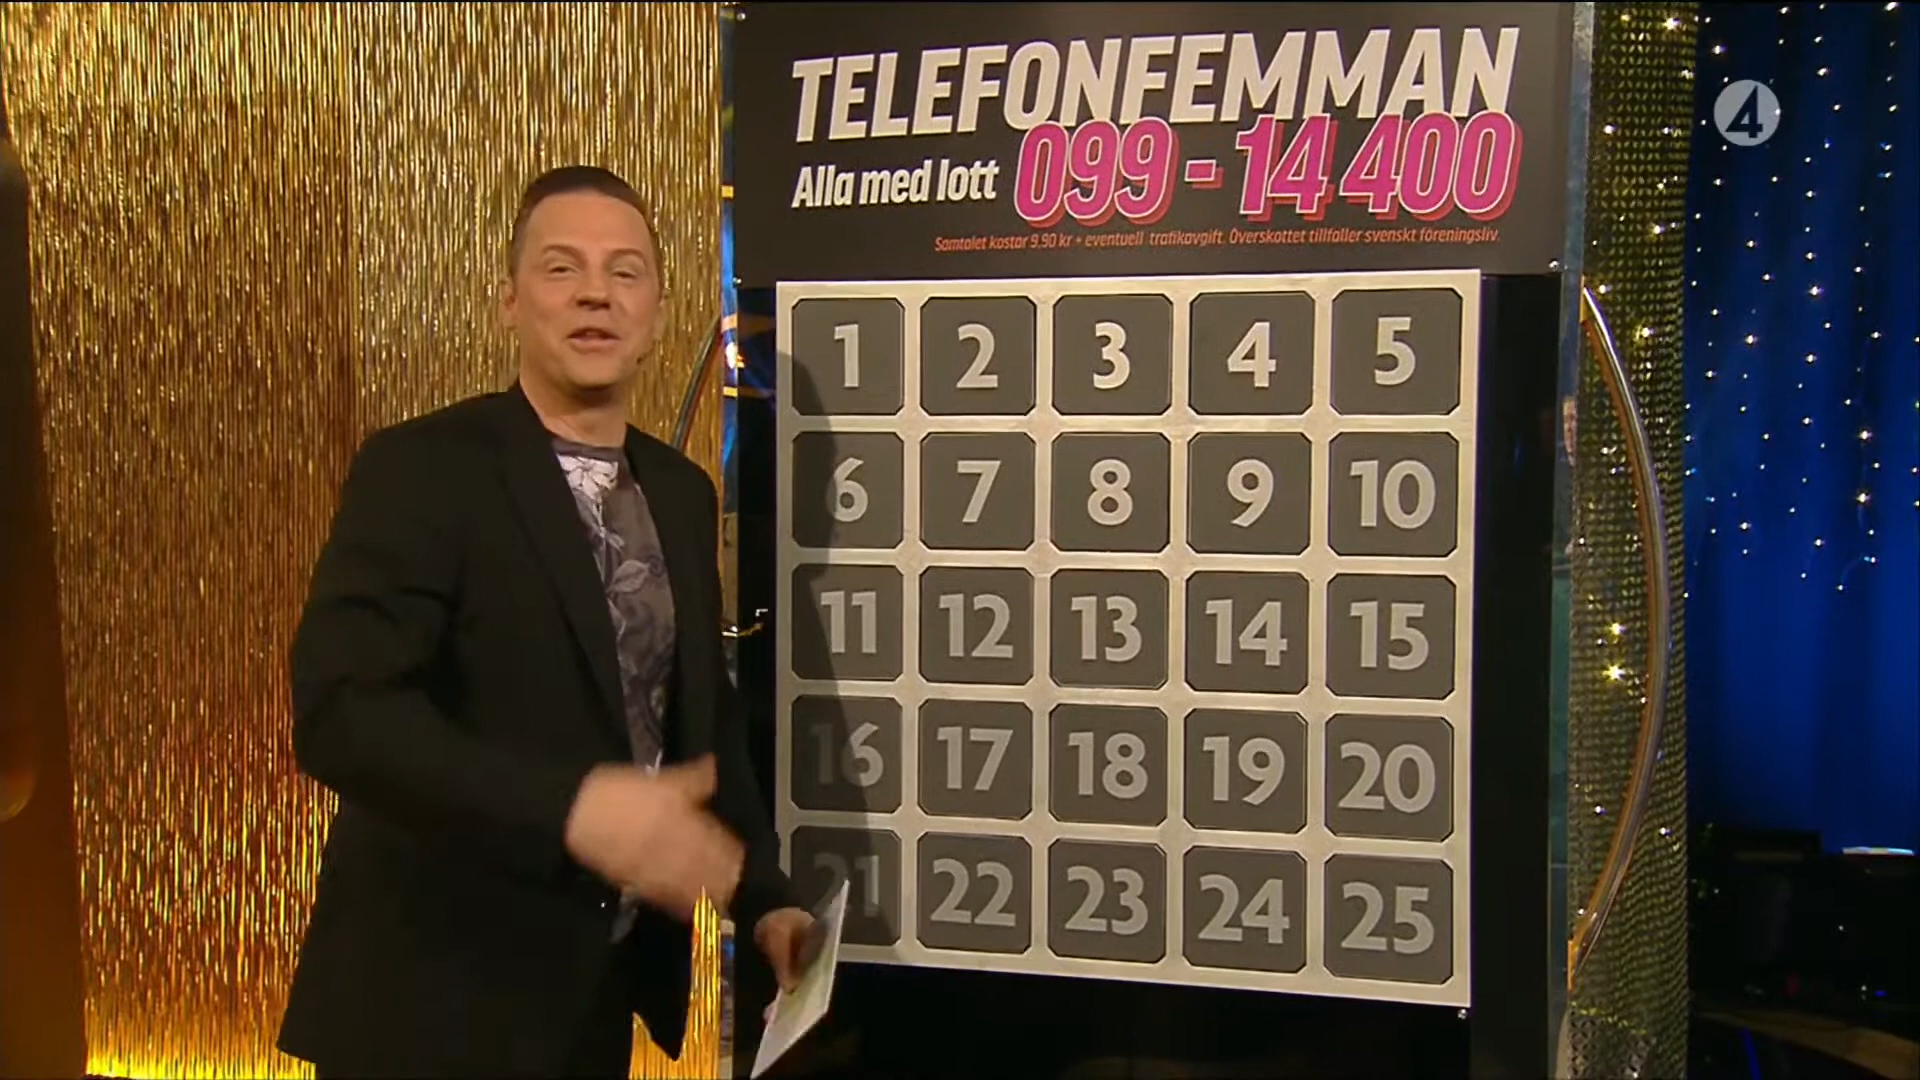 TELEFONFEMMAN
Alla med lott 099-14 400
Samtalet kostar 9,90 kr + eventuell trafikavgift. Överskottet tillfaller svenskt föreningsliv.
4
1 2 3 4 5
6 7 8 9 10
11 12 13 14 15
16 17 18 19 20
21 22 23 24 25